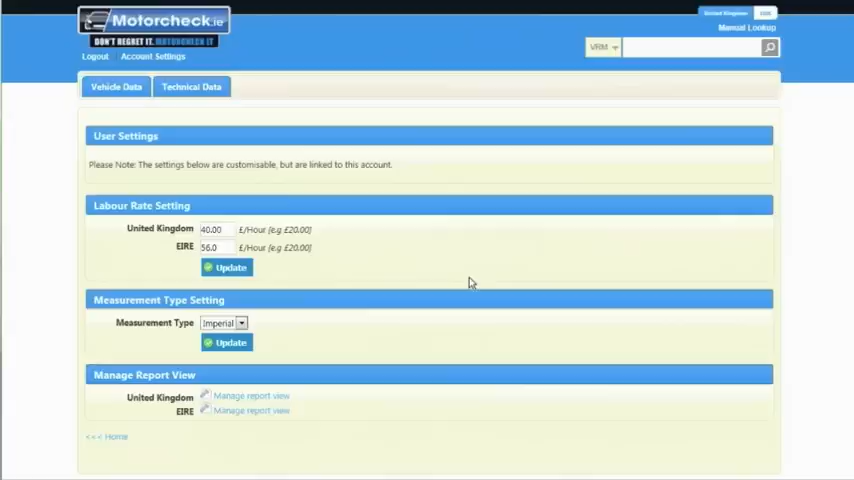 Motorcheck.ie
DON'T REGRET IT. MOTORCHECK IT
United Kingdom EIRE
Manual Lookup
Logout Account Settings
VRM
Vehicle Data Technical Data
User Settings
Please Note: The settings below are customisable, but are linked to this account.
Labour Rate Setting
United Kingdom 40.00 £/Hour [e.g £20.00]
EIRE 56.0 £/Hour [e.g £20.00]
Update
Measurement Type Setting
Measurement Type Imperial
Update
Manage Report View
United Kingdom Manage report view
EIRE Manage report view
<< < Home